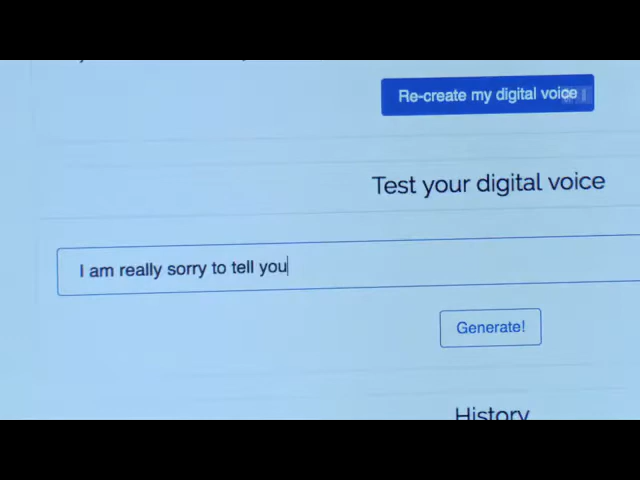 Re-create my digital voice
Test your digital voice
I am really sorry to tell you
Generate!
History